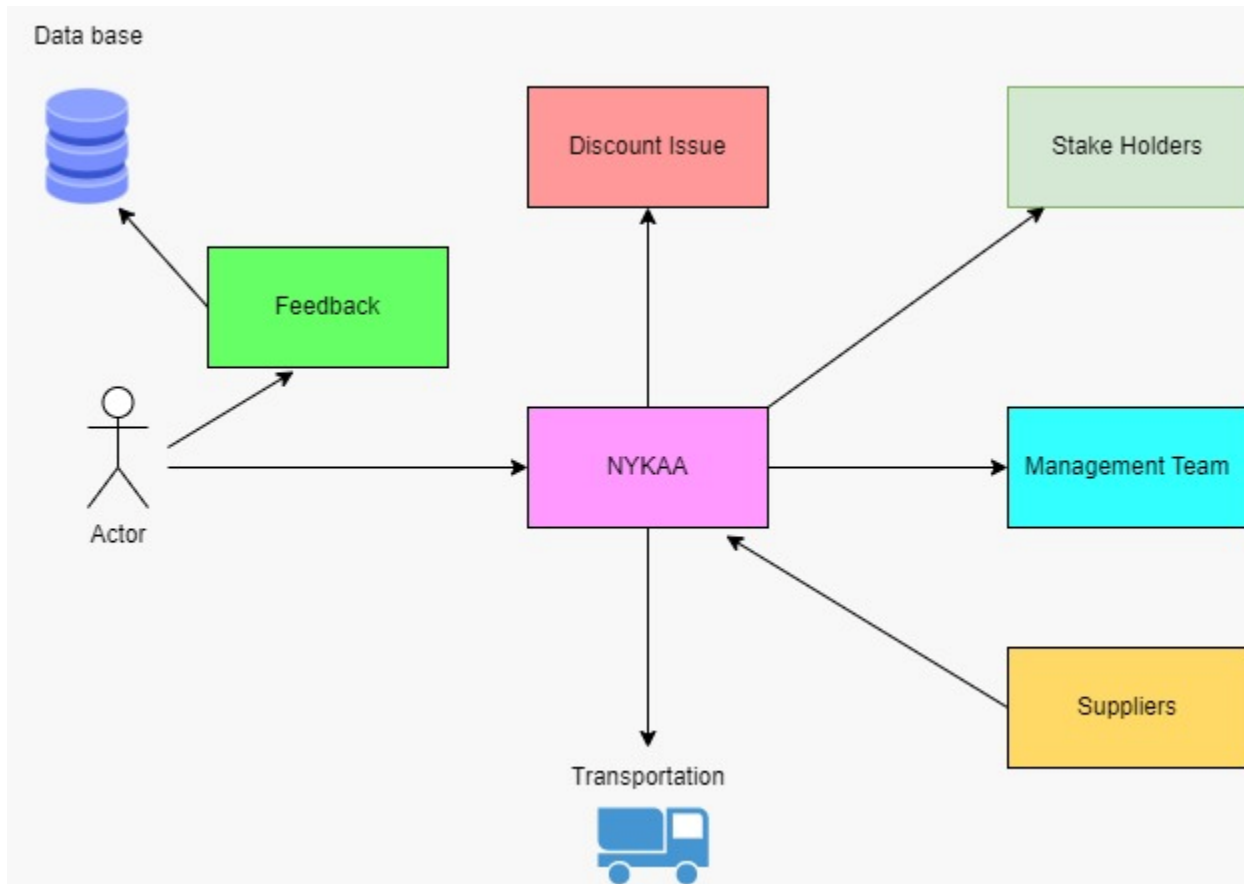 Data base
Discount Issue
Stake Holders
Feedback
NYKAA
Management Team
Actor
Suppliers
Transportation